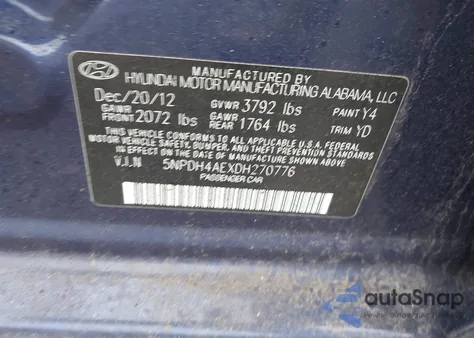 MANUFACTURED BY
HYUNDAI MOTOR MANUFACTURING ALABAMA, LLC
Dec/20/12 GVWR 3792 lbs PAINT Y4
GAWR FRONT 2072 lbs GAWR REAR 1764 lbs TRIM YD
THIS VEHICLE CONFORMS TO ALL APPLICABLE U.S. FEDERAL
MOTOR VEHICLE SAFETY, BUMPER, AND THEFT PREVENTION
STANDARDS IN EFFECT ON THE DATE OF MANUFACTURE SHOWN ABOVE
V.I.N 5NPDH4AEXDH270776
PASSENGER CAR
autoSnap